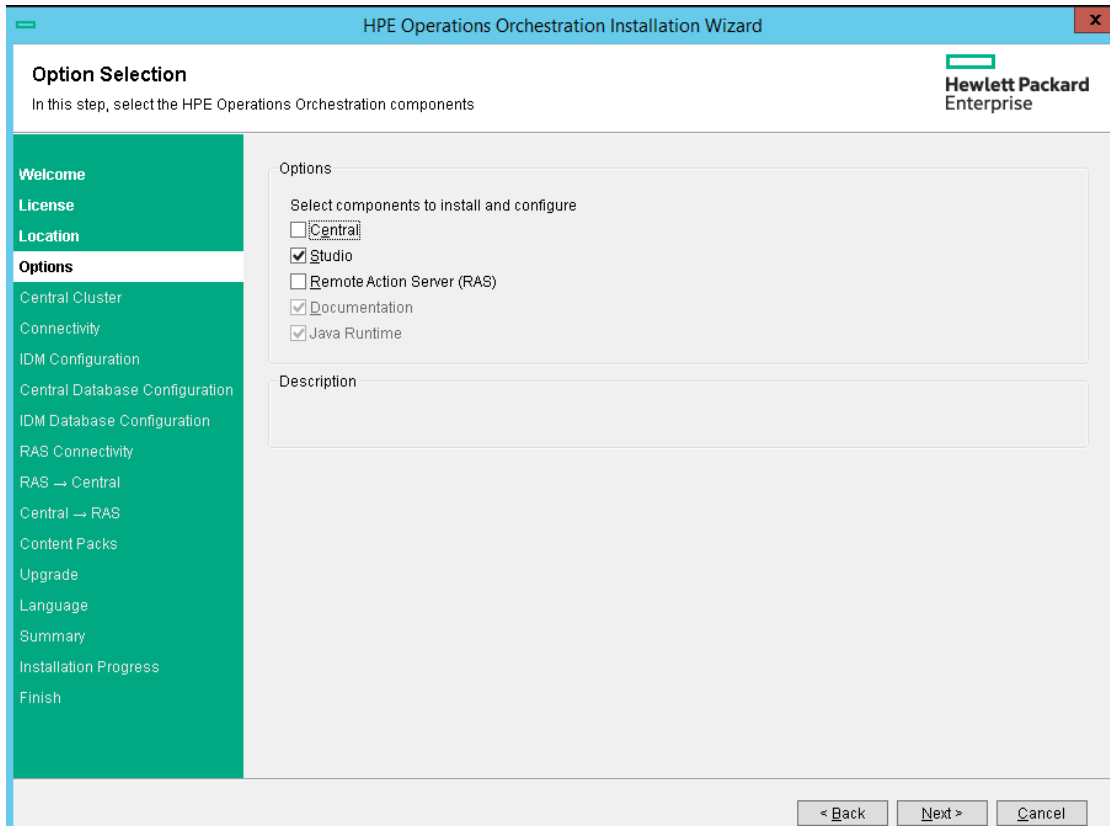 HPE Operations Orchestration Installation Wizard
x
Option Selection
In this step, select the HPE Operations Orchestration components
Hewlett Packard
Enterprise
Welcome
License
Location
Options
Central Cluster
Connectivity
IDM Configuration
Central Database Configuration
IDM Database Configuration
RAS Connectivity
RAS → Central
Central → RAS
Content Packs
Upgrade
Language
Summary
Installation Progress
Finish
Options
Select components to install and configure
Central
Studio
Remote Action Server (RAS)
Documentation
Java Runtime
Description
< Back
Next >
Cancel